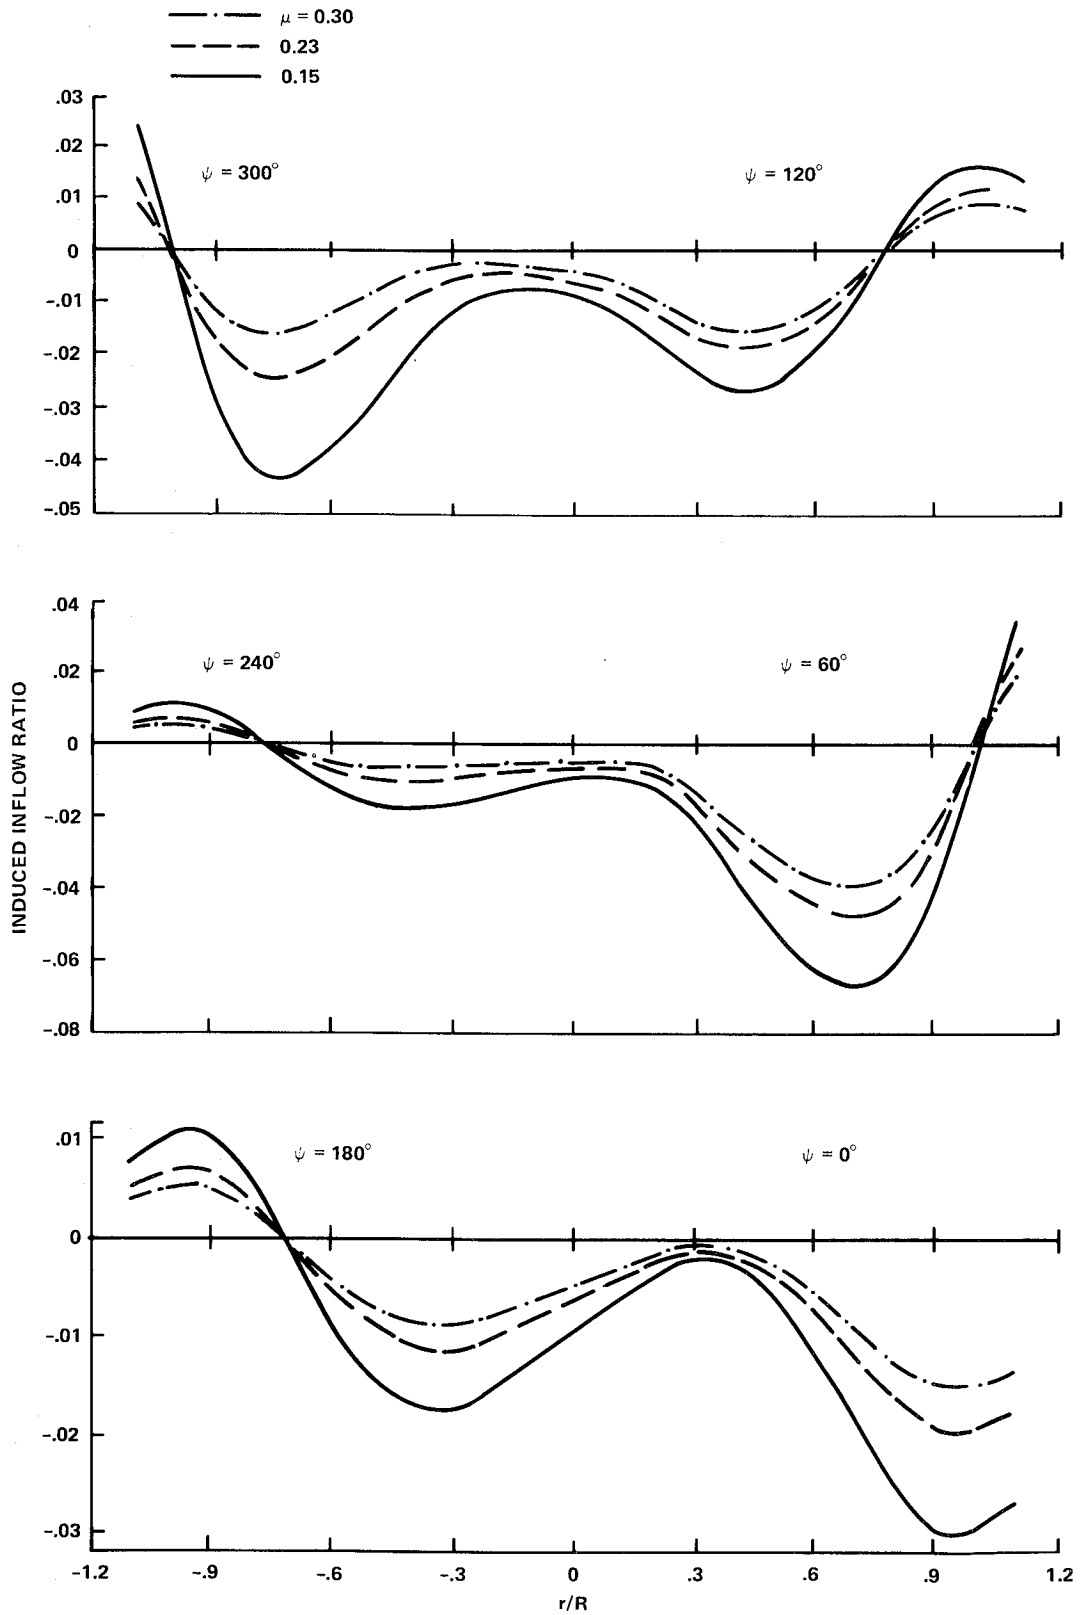 μ = 0.30
0.23
0.15
.03
.02
.01
0
-.01
-.02
-.03
-.04
-.05
ψ = 300°
ψ = 120°
.04
.02
0
-.02
-.04
-.06
-.08
ψ = 240°
ψ = 60°
INDUCED INFLOW RATIO
.01
0
-.01
-.02
-.03
ψ = 180°
ψ = 0°
-1.2 -.9 -.6 -.3 0 .3 .6 .9 1.2
r/R